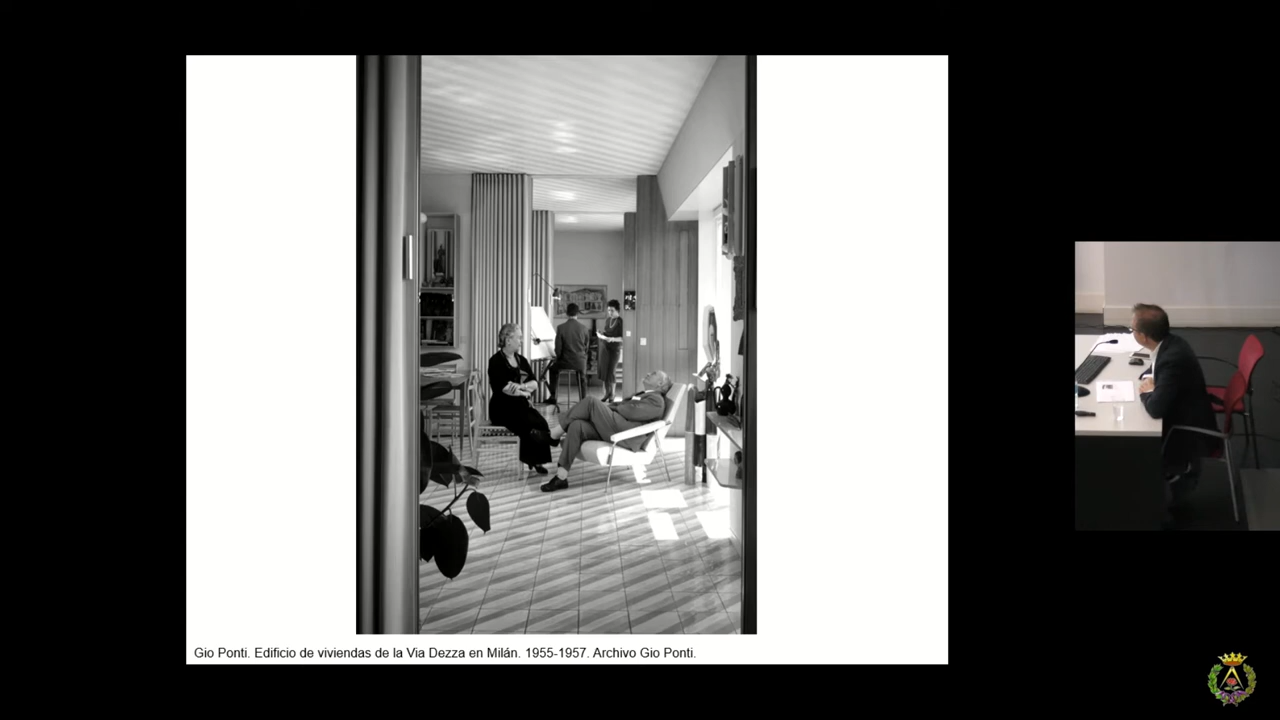 Gio Ponti. Edificio de viviendas de la Via Dezza en Milán. 1955-1957. Archivo Gio Ponti.